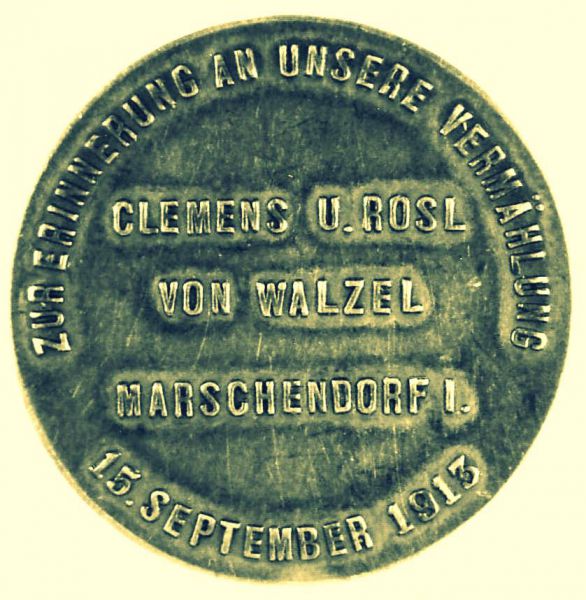 ZUR ERINNERUNG AN UNSERE VERMÄHLUNG
CLEMENS U. ROSL
VON WALZEL
MARSCHENDORF I.
15. SEPTEMBER 1913